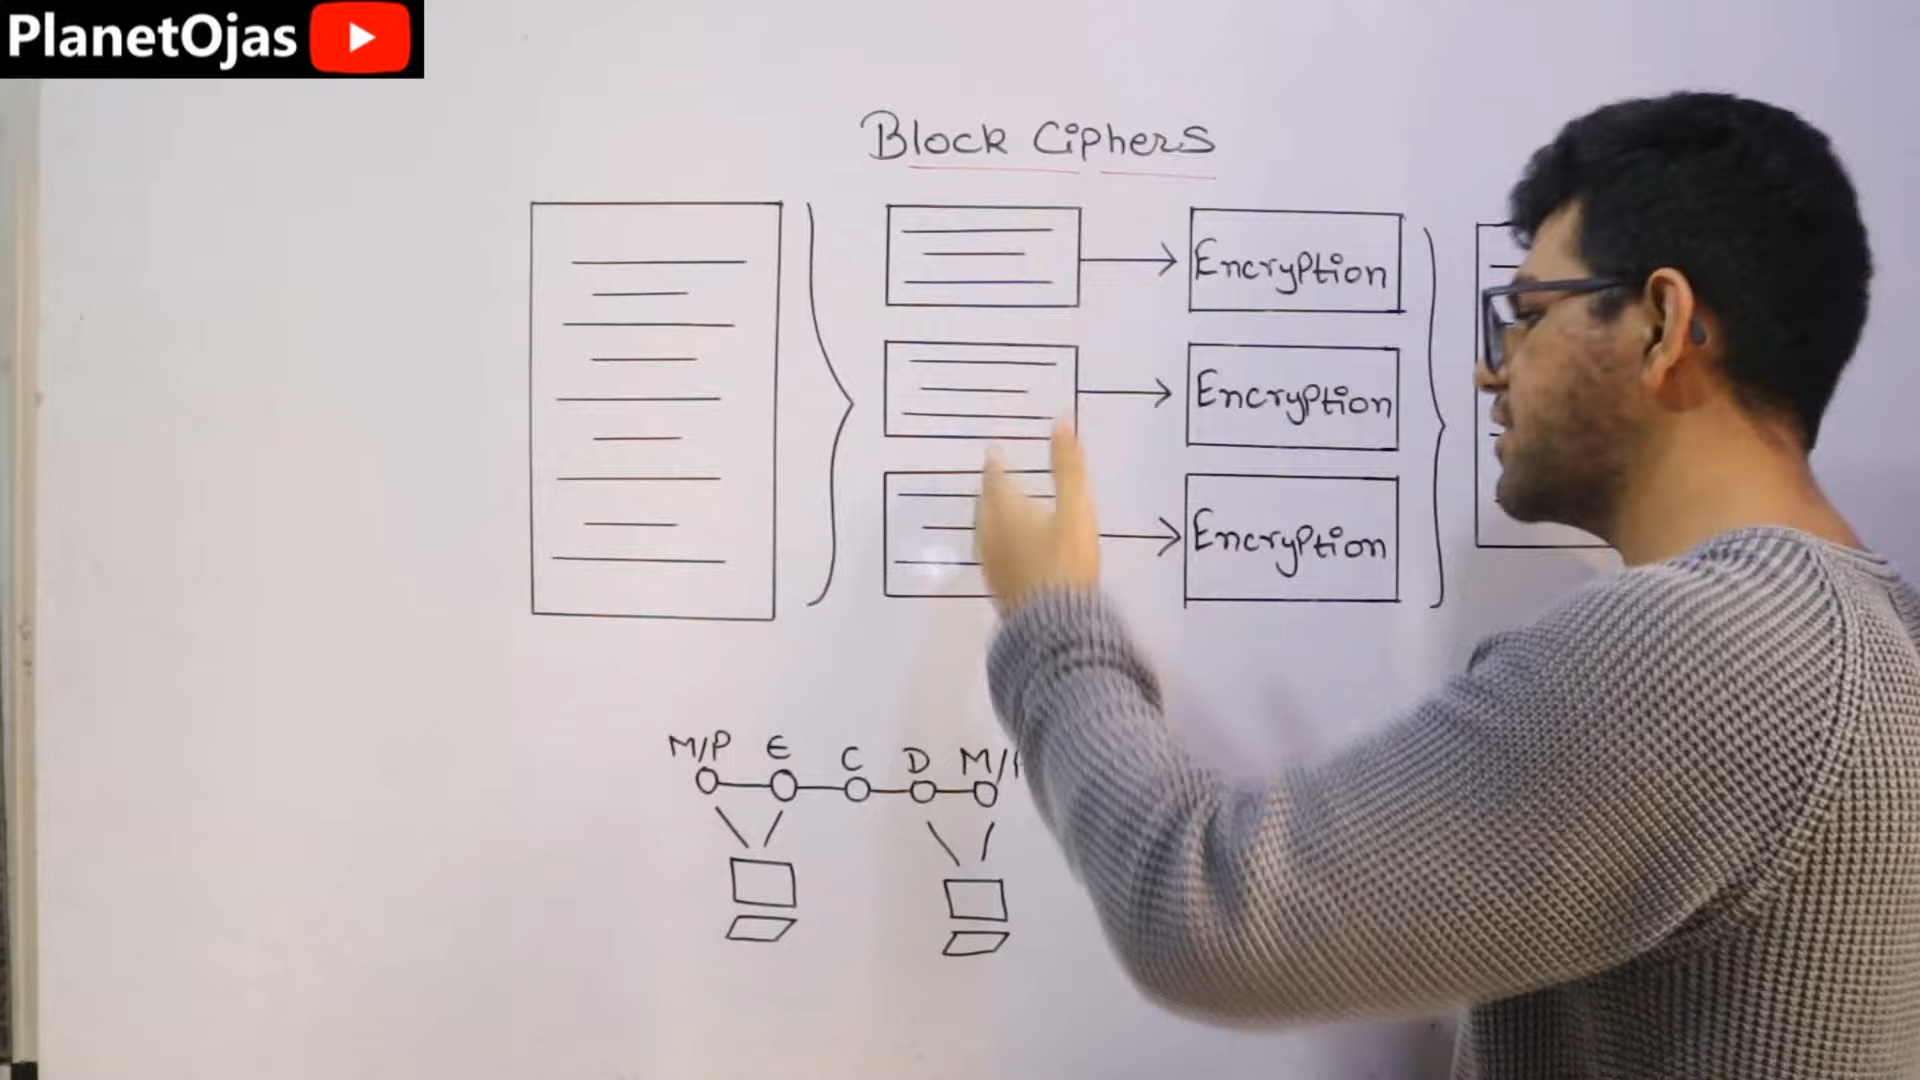 PlanetOjas
Block Ciphers
Encryption
Encryption
Encryption
M/P E C D M/